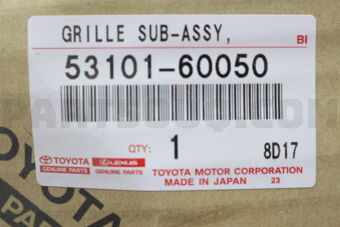 GRILLE SUB-ASSY, BI
53101-60050
TOYOTA LEXUS
GENUINE PARTS GENUINE PARTS
QTY: 1 8D17
TOYOTA MOTOR CORPORATION
MADE IN JAPAN 23
PAR